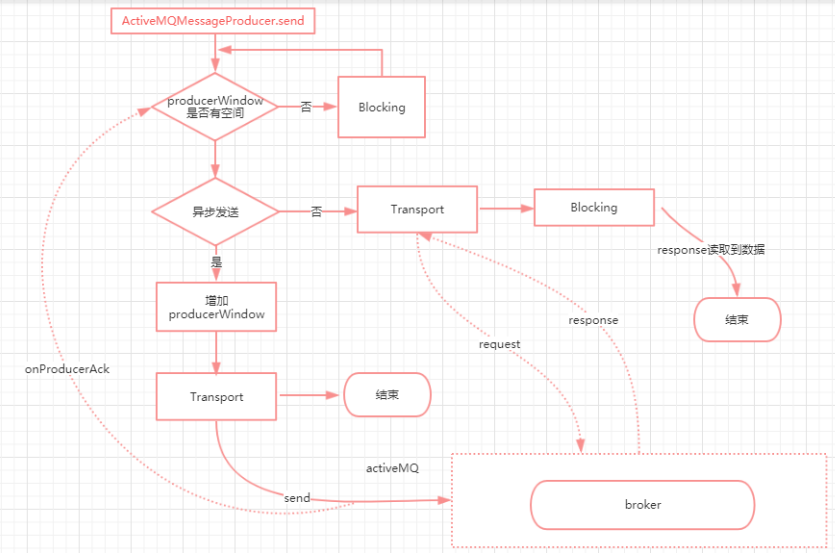 ActiveMQMessageProducer.send
producerWindow
是否有空间
否
Blocking
异步发送
否
Transport
Blocking
response读取到数据
是
增加
producerWindow
response
结束
request
onProducerAck
Transport
结束
activeMQ
send
broker